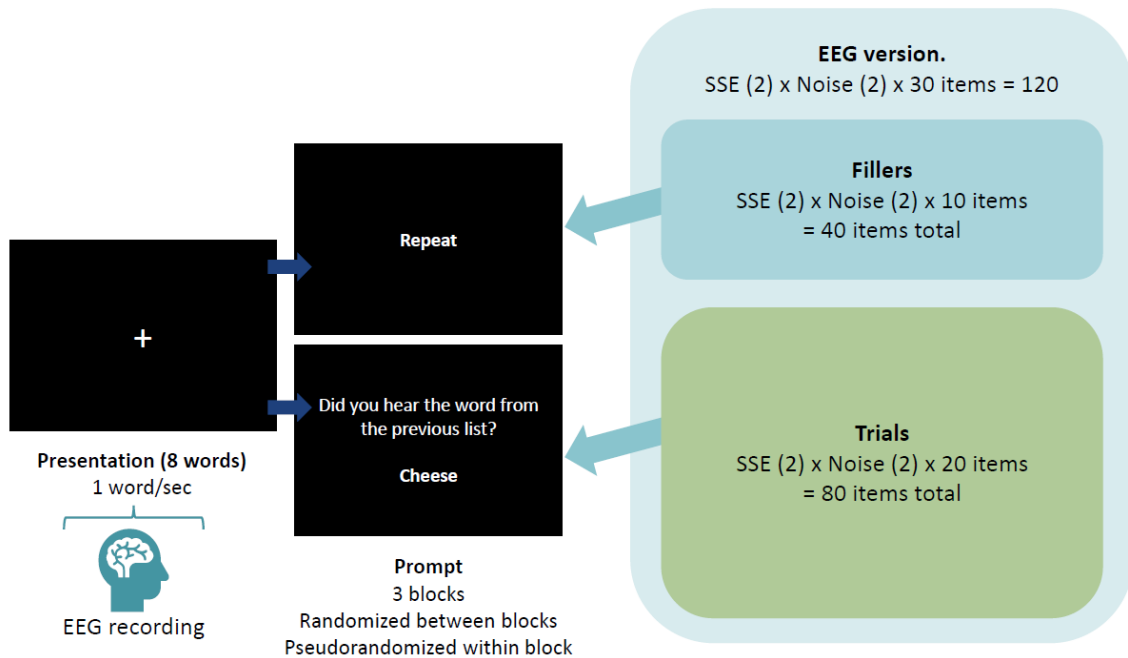 +
Presentation (8 words)
1 word/sec
EEG recording
Repeat
Did you hear the word from
the previous list?
Cheese
Prompt
3 blocks
Randomized between blocks
Pseudorandomized within block
EEG version.
SSE (2) x Noise (2) x 30 items = 120
Fillers
SSE (2) x Noise (2) x 10 items
= 40 items total
Trials
SSE (2) x Noise (2) x 20 items
= 80 items total